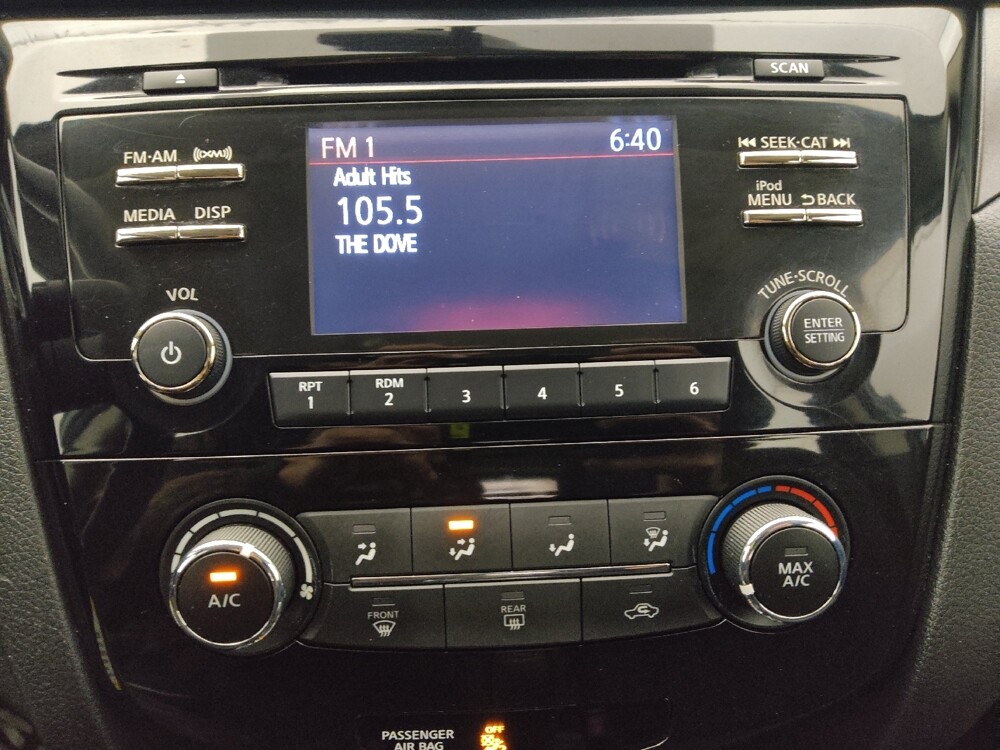 SCAN
FM·AM ((XM))
SEEK·CAT
FM 1 6:40
Adult Hits
105.5
THE DOVE
iPod
MEDIA DISP
MENU BACK
VOL
TUNE·SCROLL
ENTER
SETTING
RPT RDM
1 2 3 4 5 6
A/C
MAX
A/C
FRONT REAR
PASSENGER
AIR BAG
OFF